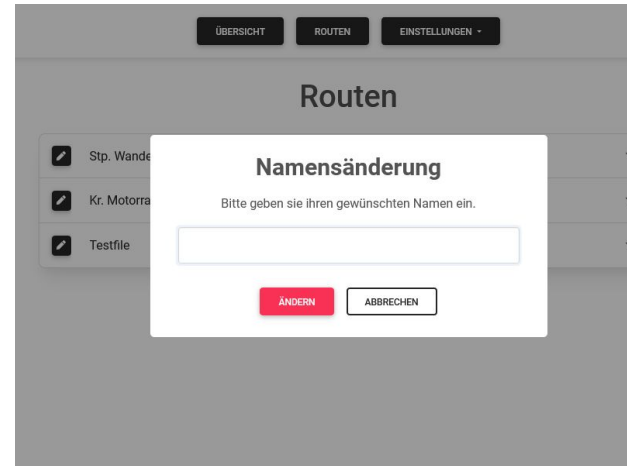 ÜBERSICHT ROUTEN EINSTELLUNGEN
Routen
Stp. Wande
Kr. Motorra
Testfile
Namensänderung
Bitte geben sie ihren gewünschten Namen ein.
ÄNDERN ABBRECHEN